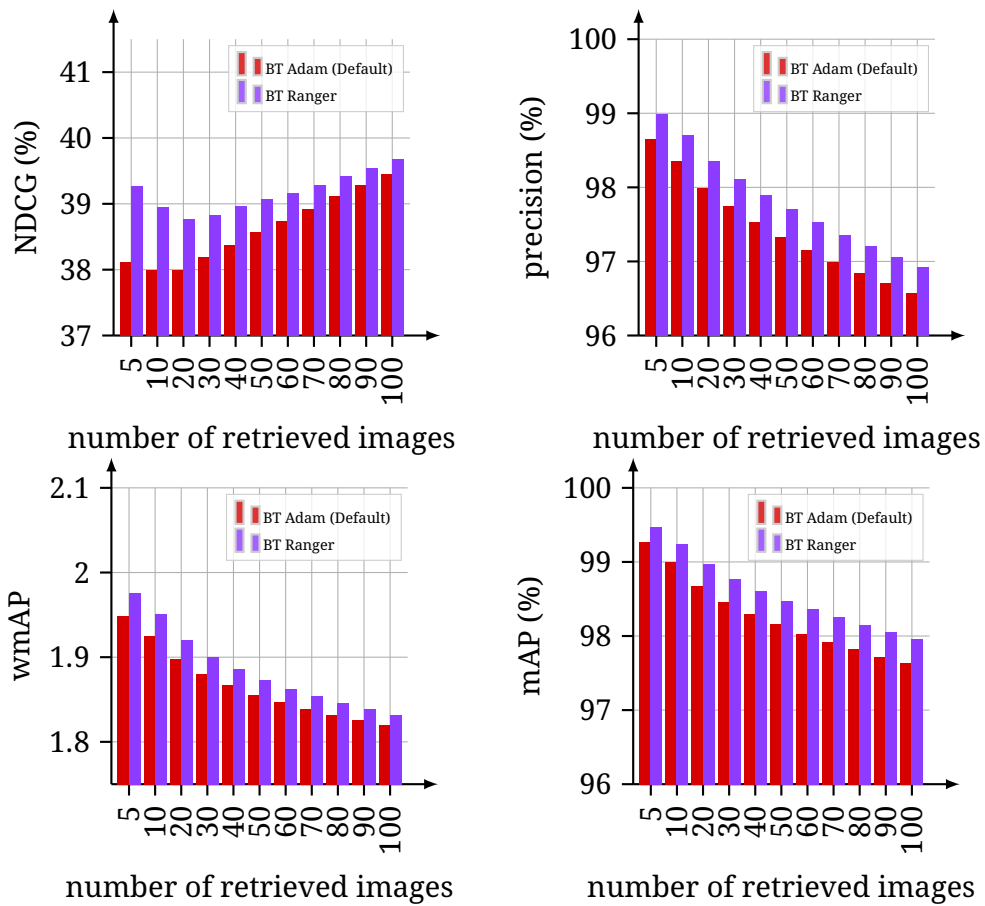 NDCG (%)
41
40
39
38
37
BT Adam (Default)
BT Ranger
5 10 20 30 40 50 60 70 80 90 100
number of retrieved images
precision (%)
100
99
98
97
96
BT Adam (Default)
BT Ranger
5 10 20 30 40 50 60 70 80 90 100
number of retrieved images
wmAP
2.1
2
1.9
1.8
BT Adam (Default)
BT Ranger
5 10 20 30 40 50 60 70 80 90 100
number of retrieved images
mAP (%)
100
99
98
97
96
BT Adam (Default)
BT Ranger
5 10 20 30 40 50 60 70 80 90 100
number of retrieved images